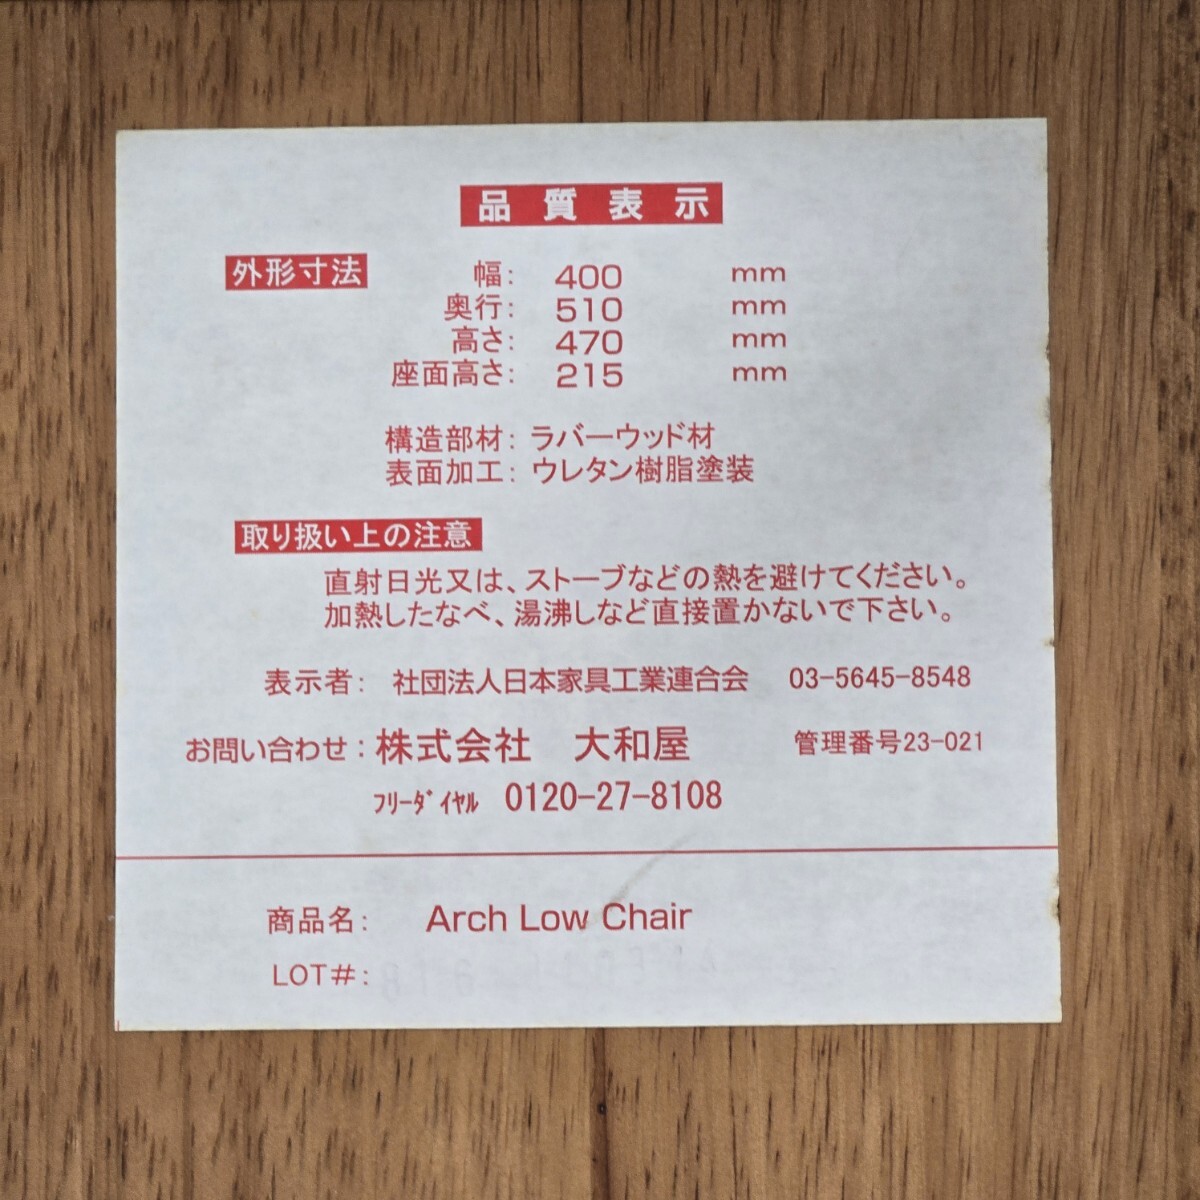 品質表示
外形寸法 幅: 400 mm
奥行: 510 mm
高さ: 470 mm
座面高さ: 215 mm
構造部材: ラバーウッド材
表面加工: ウレタン樹脂塗装
取り扱い上の注意
直射日光又は、ストーブなどの熱を避けてください。
加熱したなべ、湯沸しなど直接置かないで下さい。
表示者: 社団法人日本家具工業連合会 03-5645-8548
お問い合わせ: 株式会社 大和屋 管理番号23-021
ﾌﾘｰﾀﾞｲﾔﾙ 0120-27-8108
商品名: Arch Low Chair
LOT#: